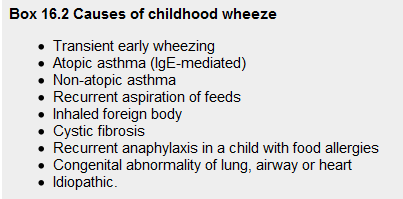 Box 16.2 Causes of childhood wheeze
• Transient early wheezing
• Atopic asthma (IgE-mediated)
• Non-atopic asthma
• Recurrent aspiration of feeds
• Inhaled foreign body
• Cystic fibrosis
• Recurrent anaphylaxis in a child with food allergies
• Congenital abnormality of lung, airway or heart
• Idiopathic.